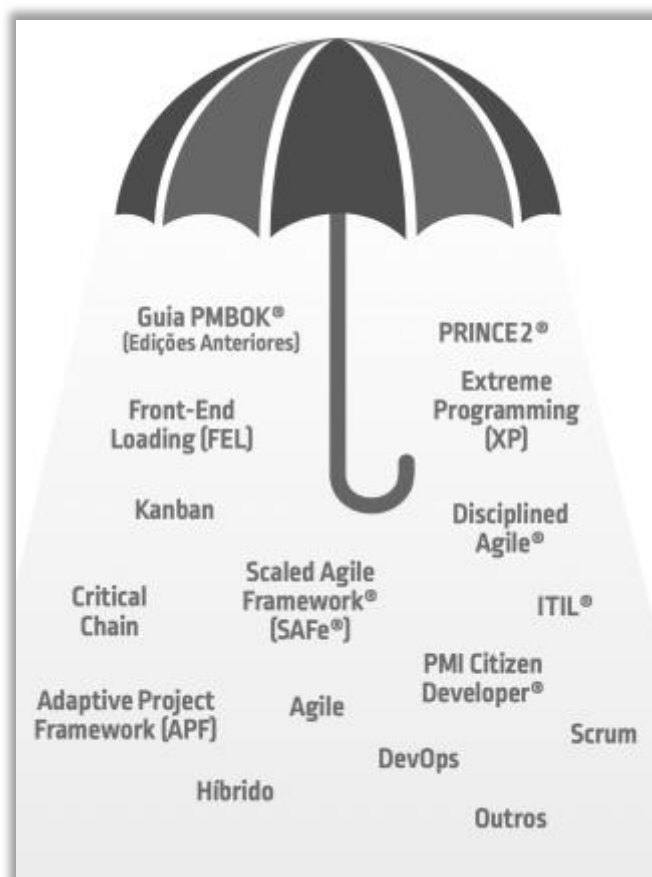 Guia PMBOK®
(Edições Anteriores)
PRINCE2®
Front-End
Loading (FEL)
Extreme
Programming
(XP)
Kanban
Disciplined
Agile®
Critical
Chain
Scaled Agile
Framework®
(SAFe®)
ITIL®
PMI Citizen
Developer®
Adaptive Project
Framework (APF)
Agile
Scrum
DevOps
Híbrido
Outros